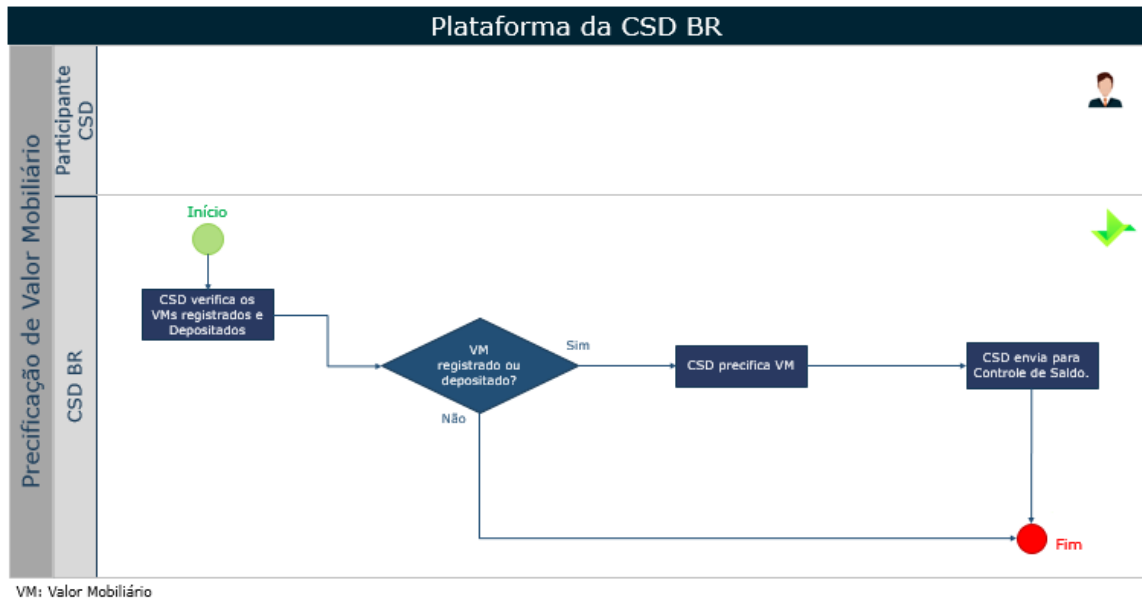 Plataforma da CSD BR
Precificação de Valor Mobiliário
Participante
CSD
CSD BR
Início
CSD verifica os
VMs registrados e
Depositados
VM
registrado ou
depositado?
Sim
Não
CSD precifica VM
CSD envia para
Controle de Saldo.
Fim
VM: Valor Mobiliário